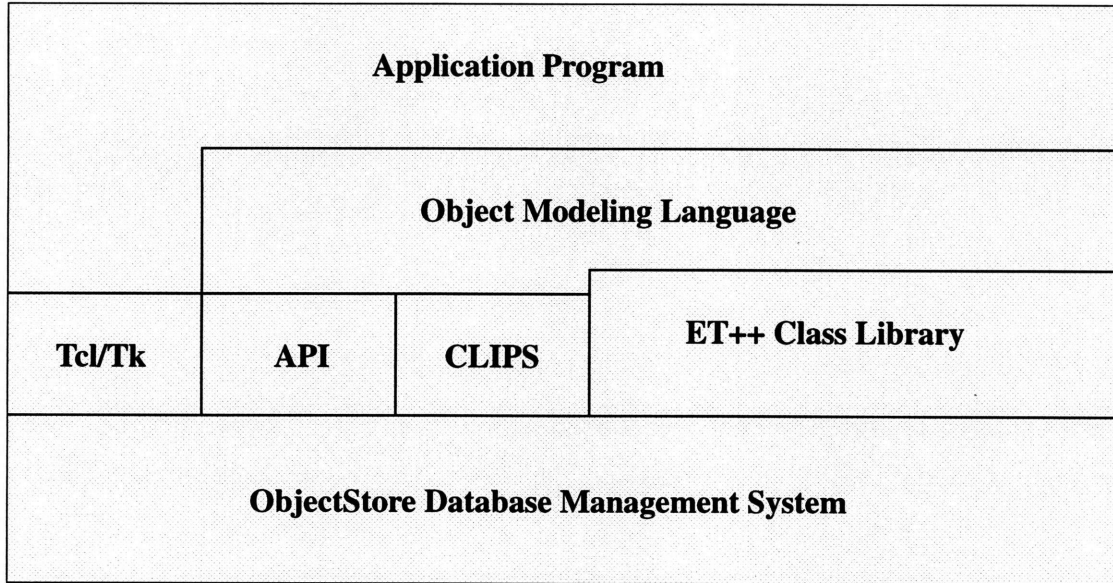 Application Program
Object Modeling Language
ET++ Class Library
Tcl/Tk
API
CLIPS
ObjectStore Database Management System